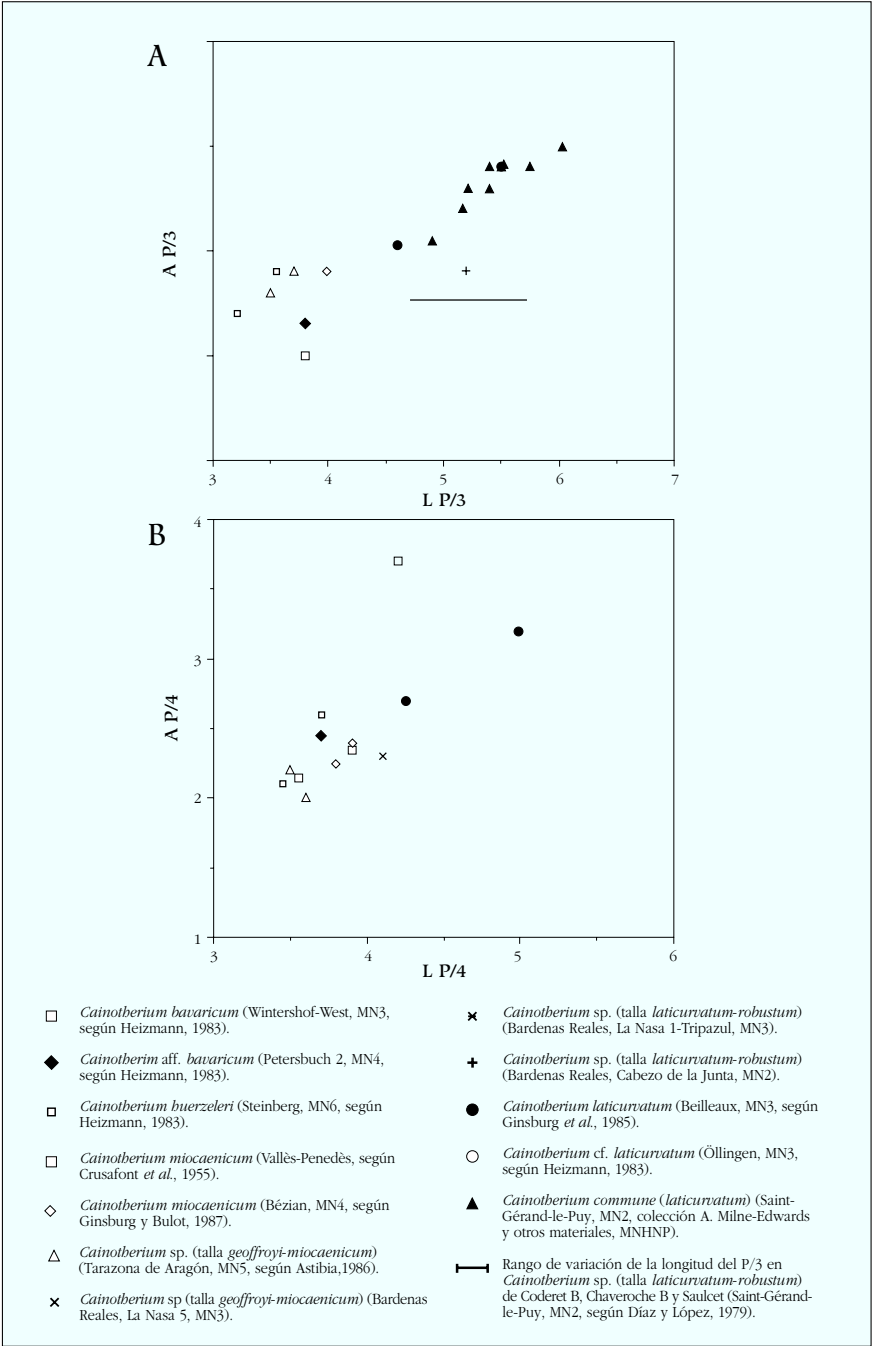 A
A P/3
3 4 5 6 7
L P/3
B
4
3
2
1
A P/4
3 4 5 6
L P/4
Cainotherium bavaricum (Wintershof-West, MN3,
según Heizmann, 1983).
Cainotherim aff. bavaricum (Petersbuch 2, MN4,
según Heizmann, 1983).
Cainotherium huerzeleri (Steinberg, MN6, según
Heizmann, 1983).
Cainotherium miocaenicum (Vallès-Penedès, según
Crusafont et al., 1955).
Cainotherium miocaenicum (Bézian, MN4, según
Ginsburg y Bulot, 1987).
Cainotherium sp. (talla geoffroyi-miocaenicum)
(Tarazona de Aragón, MN5, según Astibia,1986).
Cainotherium sp (talla geoffroyi-miocaenicum) (Bardenas
Reales, La Nasa 5, MN3).
Cainotherium sp. (talla laticurvatum-robustum)
(Bardenas Reales, La Nasa 1-Tripazul, MN3).
Cainotherium sp. (talla laticurvatum-robustum)
(Bardenas Reales, Cabezo de la Junta, MN2).
Cainotherium laticurvatum (Beilleaux, MN3, según
Ginsburg et al., 1985).
Cainotherium cf. laticurvatum (Öllingen, MN3,
según Heizmann, 1983).
Cainotherium commune (laticurvatum) (Saint-
Gérand-le-Puy, MN2, colección A. Milne-Edwards
y otros materiales, MNHNP).
Rango de variación de la longitud del P/3 en
Cainotherium sp. (talla laticurvatum-robustum)
de Coderet B, Chaveroche B y Saulcet (Saint-Gérand-
le-Puy, MN2, según Díaz y López, 1979).